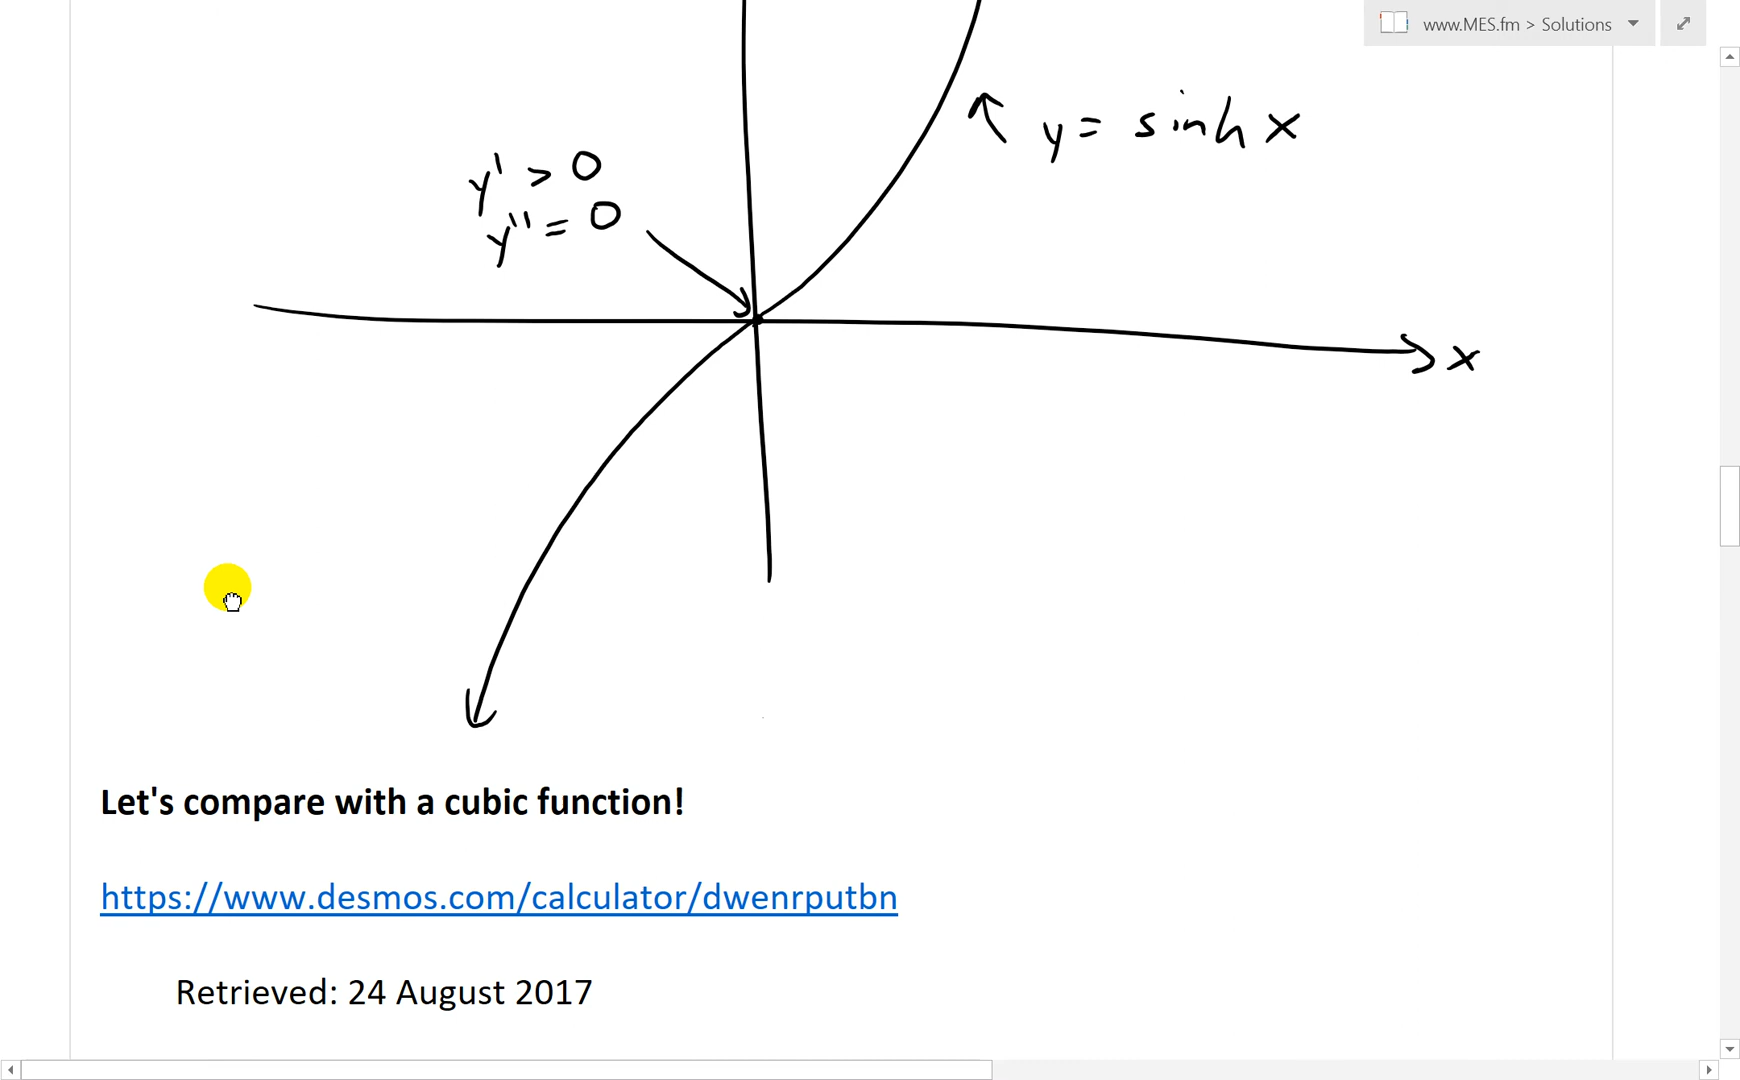 www.MES.fm > Solutions
y = sinh x
y' > 0
y'' = 0
x
Let's compare with a cubic function!
https://www.desmos.com/calculator/dwenrputbn
Retrieved: 24 August 2017